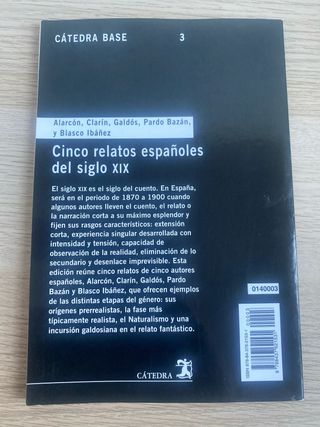 CÁTEDRA BASE 3
Alarcón, Clarín, Galdós, Pardo Bazán,
y Blasco Ibáñez
Cinco relatos españoles
del siglo XIX
El siglo XIX es el siglo del cuento. En España,
será en el periodo de 1870 a 1900 cuando
algunos autores lleven el cuento, el relato o
la narración corta a su máximo esplendor y
fijen sus rasgos característicos: extensión
corta, experiencia singular desarrollada con
intensidad y tensión, capacidad de
observación de la realidad, eliminación de lo
secundario y desenlace imprevisible. Esta
edición reúne cinco relatos de cinco autores
españoles, Alarcón, Clarín, Galdós, Pardo
Bazán y Blasco Ibáñez, que ofrecen ejemplos
de las distintas etapas del género: sus
orígenes prerrealistas, la fase más
típicamente realista, el Naturalismo y una
incursión galdosiana en el relato fantástico.
0140003
CÁTEDRA